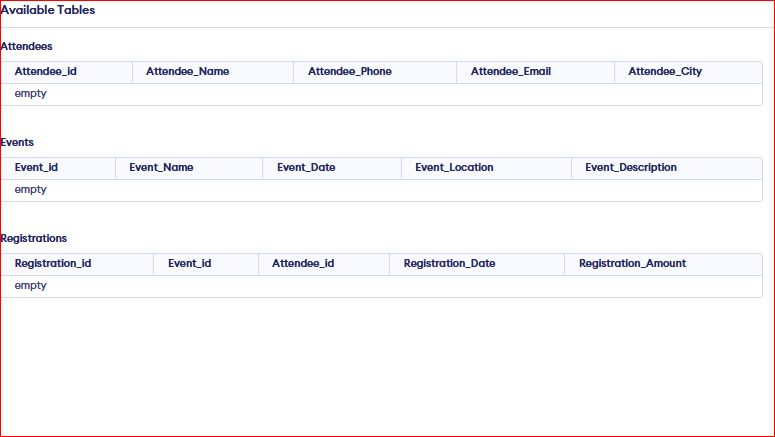 Available Tables
Attendees
Attendee_id Attendee_Name Attendee_Phone Attendee_Email Attendee_City
empty
Events
Event_id Event_Name Event_Date Event_Location Event_Description
empty
Registrations
Registration_id Event_id Attendee_id Registration_Date Registration_Amount
empty